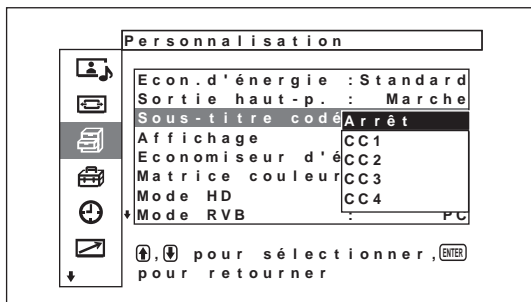 Personnalisation
Econ.d'énergie :Standard
Sortie haut-p. : Marche
Sous-titre codé
Arrêt
Affichage
CC1
Economiseur d'é
CC2
Matrice couleur
CC3
Mode HD
CC4
Mode RVB : PC
, pour sélectionner, ENTER
pour retourner